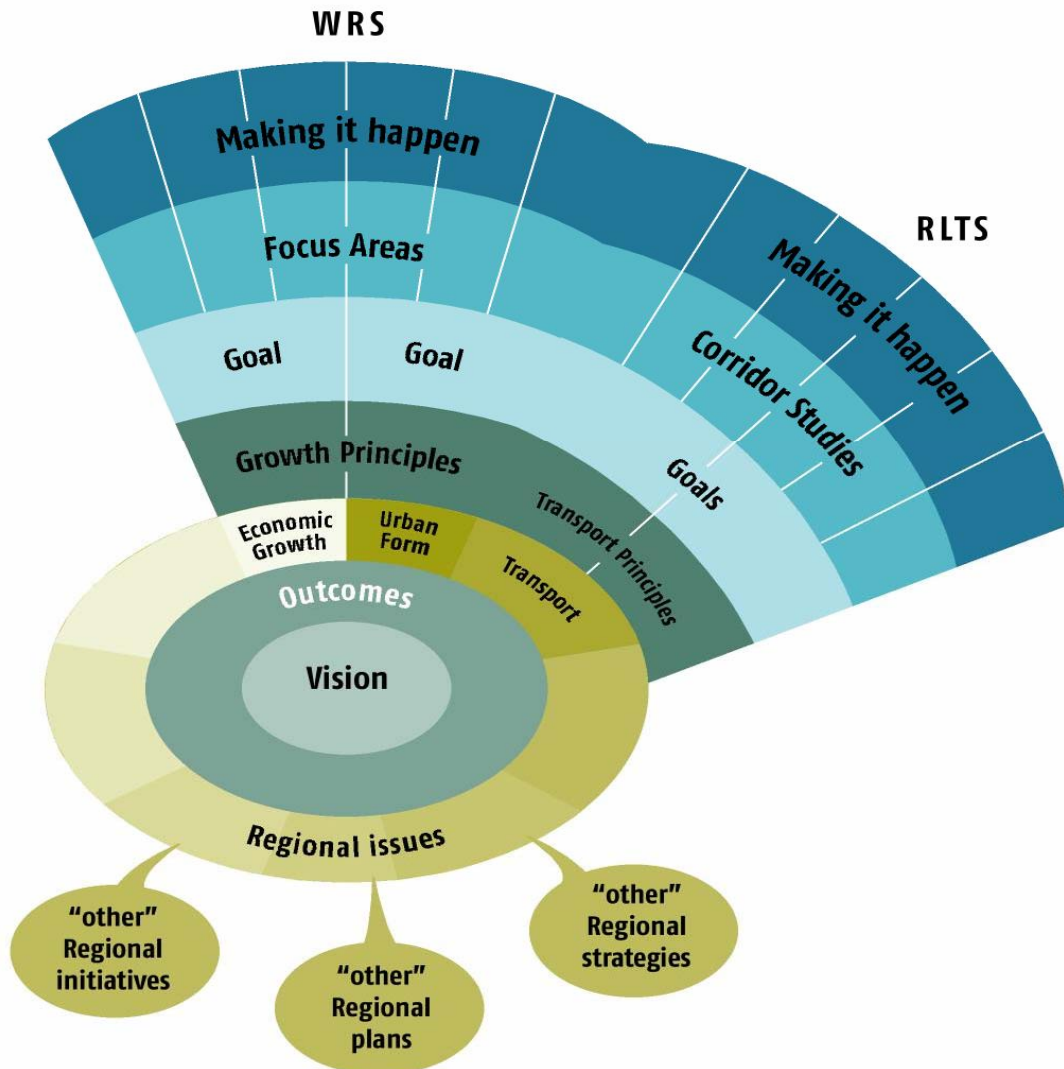 WRS
Making it happen
RLTS
Making it happen
Focus Areas
Corridor Studies
Goal
Goal
Goals
Growth Principles
Transport Principles
Economic
Growth
Urban
Form
Transport
Outcomes
Vision
Regional issues
“other”
Regional
initiatives
“other”
Regional
plans
“other”
Regional
strategies